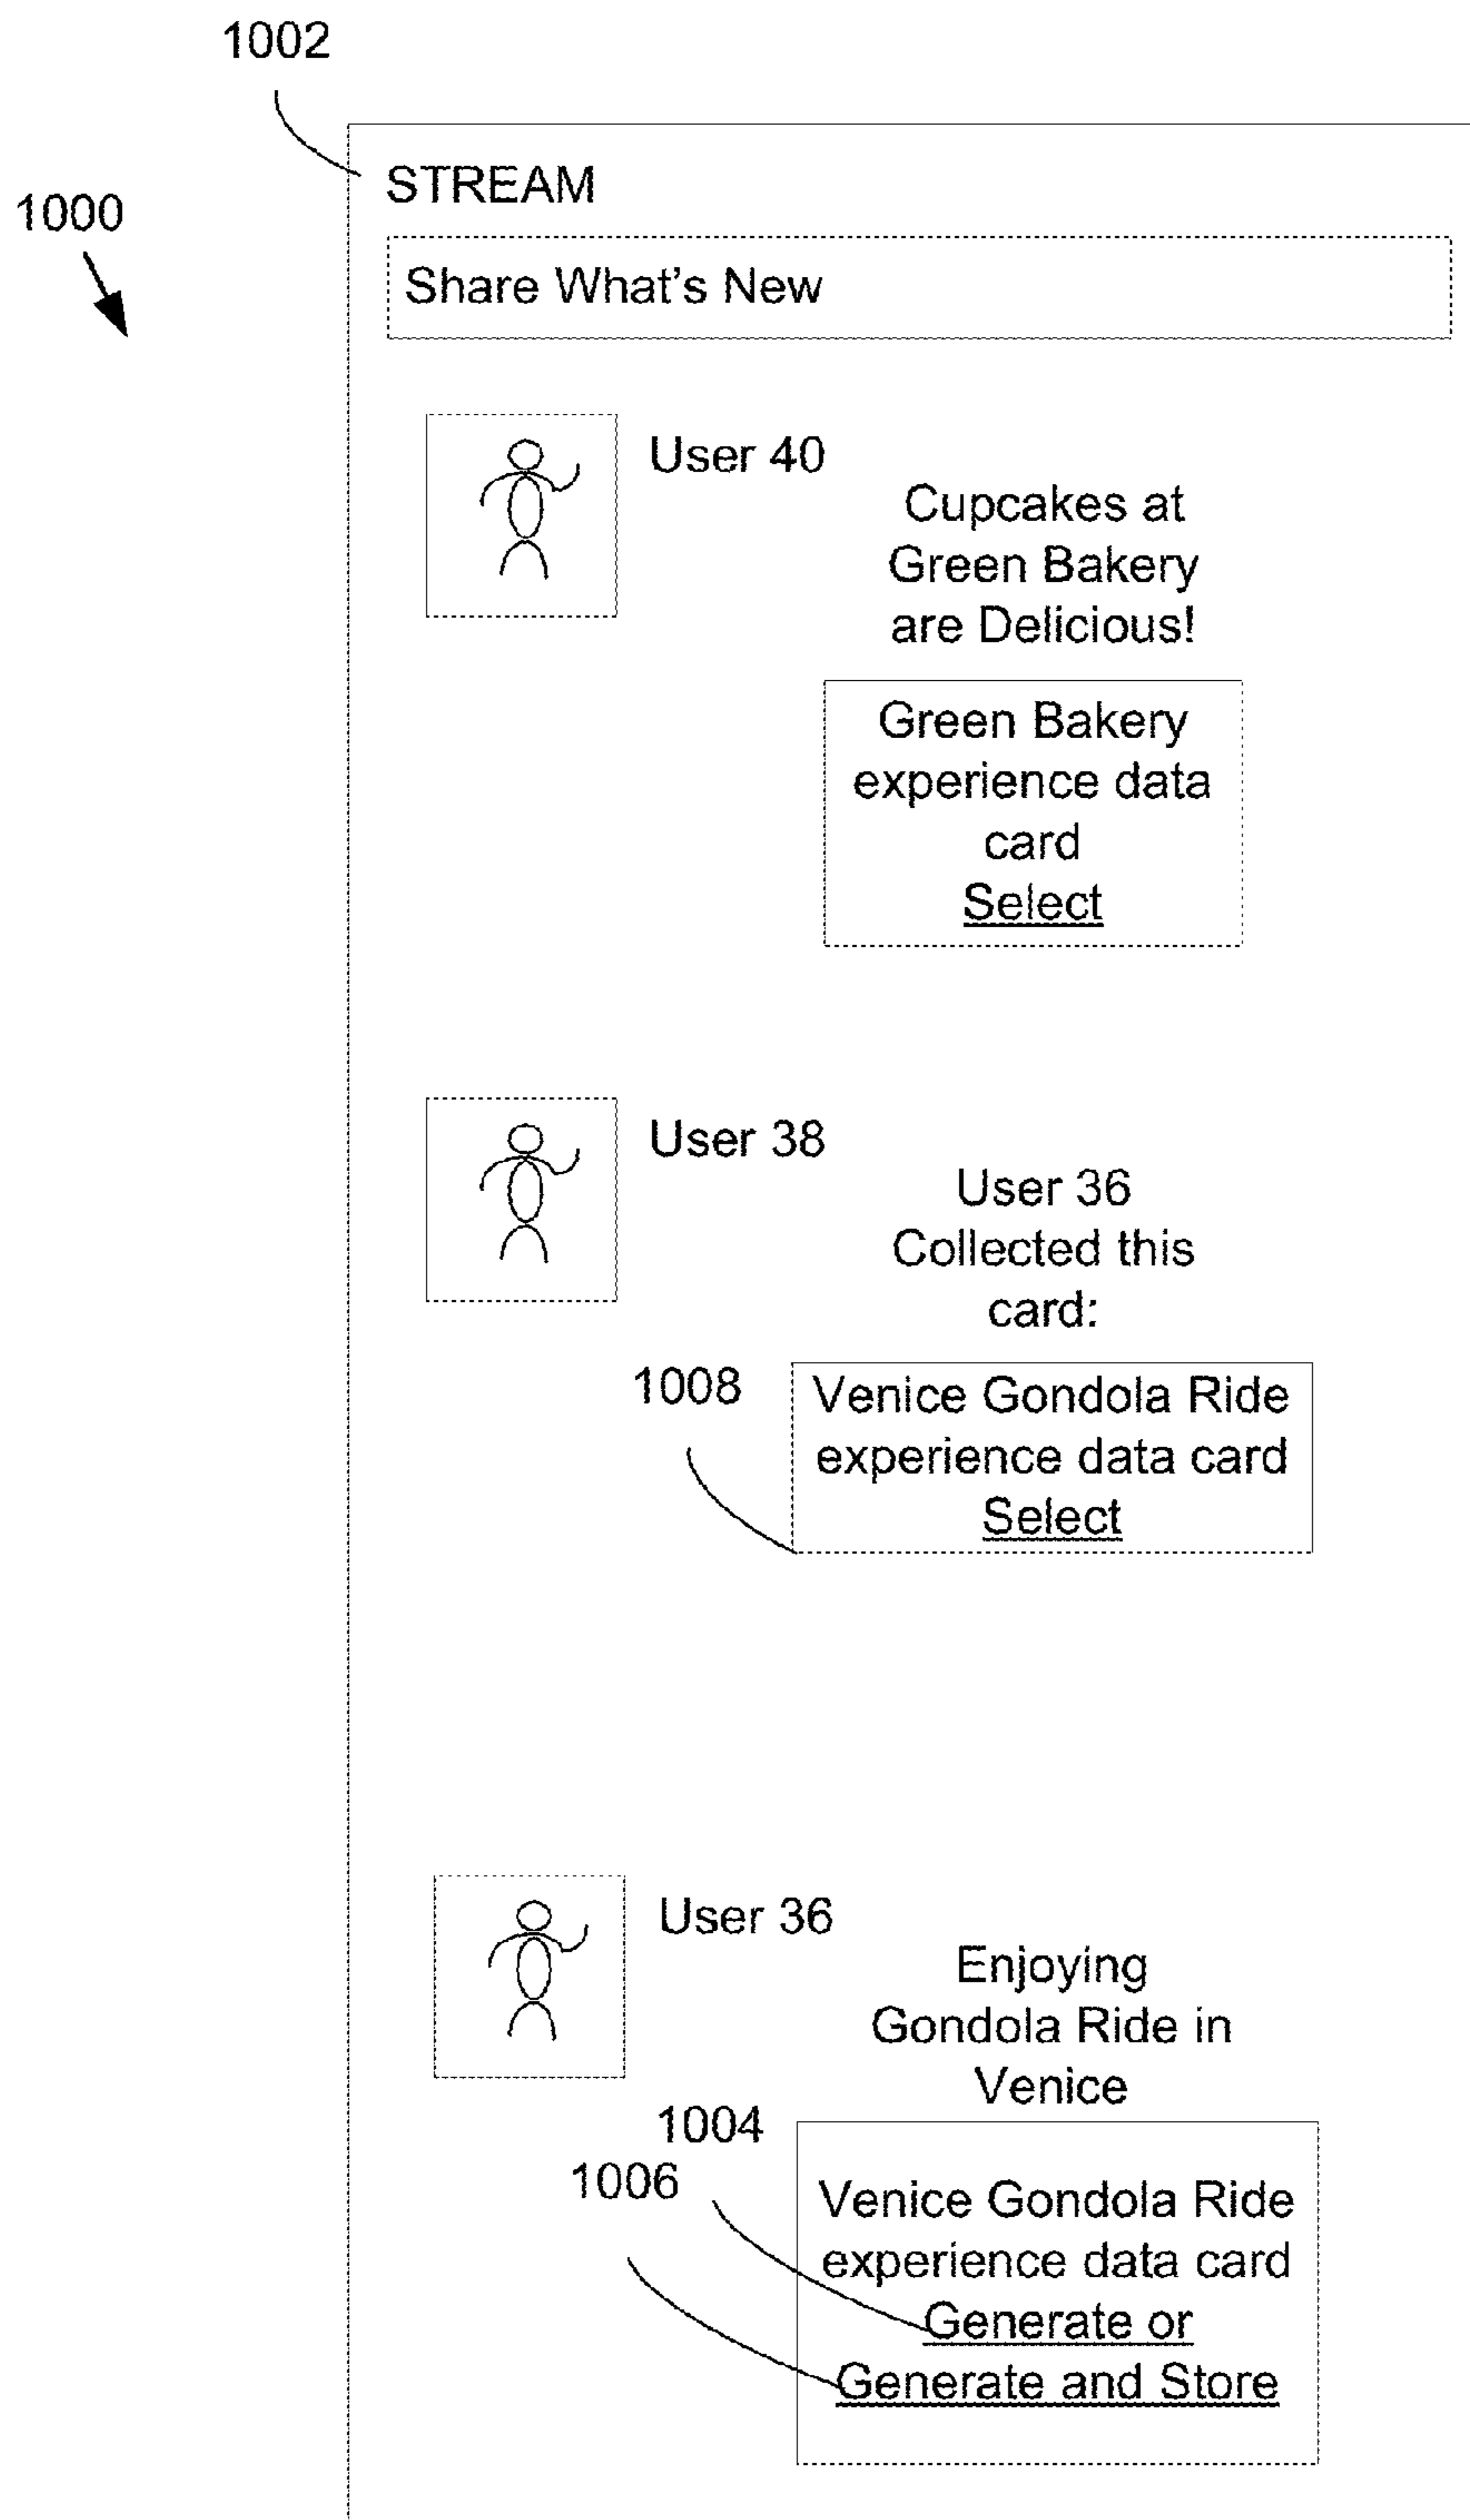 1002
1000
STREAM
Share What's New
User 40
Cupcakes at
Green Bakery
are Delicious!
Green Bakery
experience data
card
Select
User 38
User 36
Collected this
card:
1008
Venice Gondola Ride
experience data card
Select
User 36
Enjoying
Gondola Ride in
Venice
1004
1006
Venice Gondola Ride
experience data card
Generate or
Generate and Store